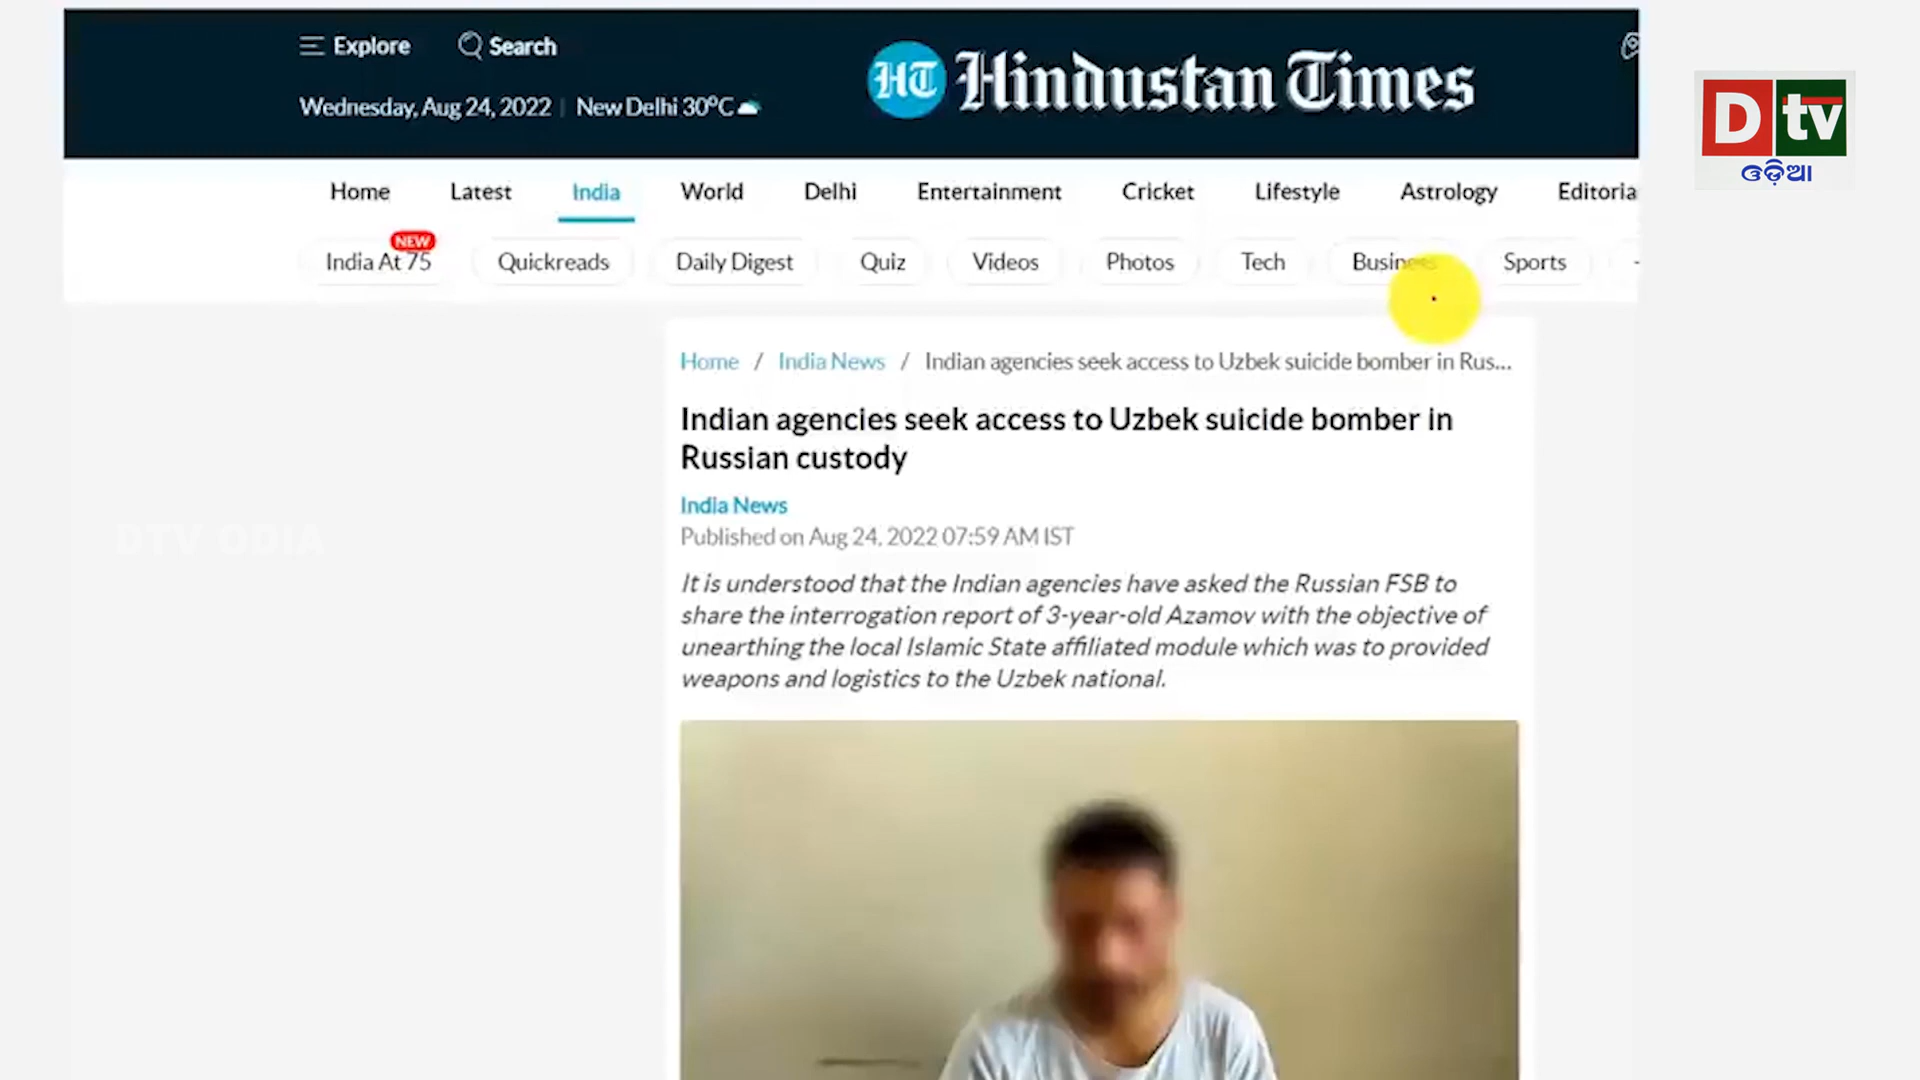 Explore
Search
HT Hindustan Times
Wednesday, Aug 24, 2022 | New Delhi 30°C
D tv
ଓଡ଼ିଆ
Home Latest India World Delhi Entertainment Cricket Lifestyle Astrology Editoria
NEW
India At 75 Quickreads Daily Digest Quiz Videos Photos Tech Business Sports
Home / India News / Indian agencies seek access to Uzbek suicide bomber in Rus...
Indian agencies seek access to Uzbek suicide bomber in
Russian custody
India News
Published on Aug 24, 2022 07:59 AM IST
DTV ODIA
It is understood that the Indian agencies have asked the Russian FSB to
share the interrogation report of 3-year-old Azamov with the objective of
unearthing the local Islamic State affiliated module which was to provided
weapons and logistics to the Uzbek national.